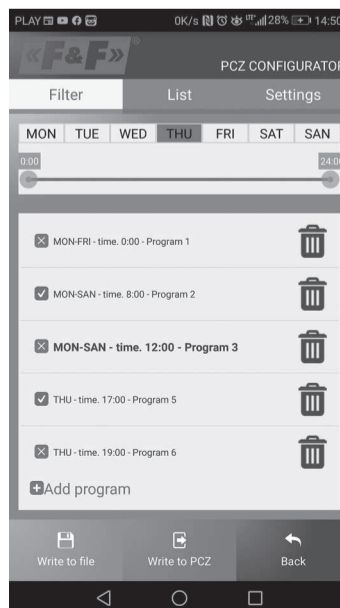 PLAY 0K/s LTE 28% 14:50
«F&F»®
PCZ CONFIGURATOR
Filter List Settings
MON TUE WED THU FRI SAT SAN
0:00 24:00
MON-FRI - time. 0:00 - Program 1
MON-SAN - time. 8:00 - Program 2
MON-SAN - time. 12:00 - Program 3
THU - time. 17:00 - Program 5
THU - time. 19:00 - Program 6
Add program
Write to file Write to PCZ Back